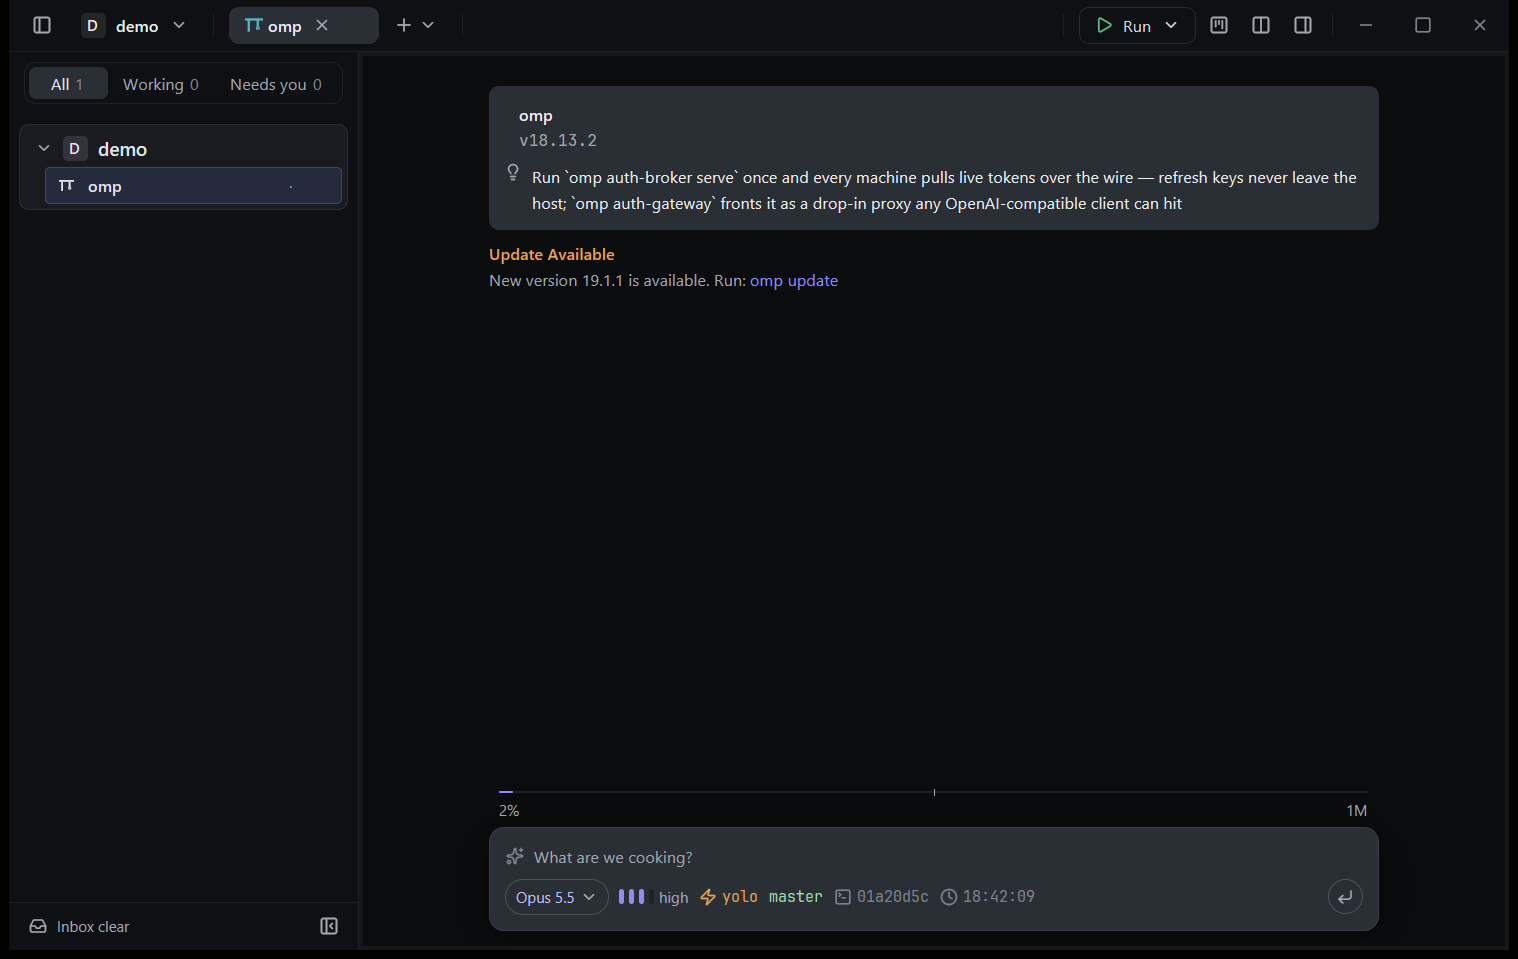 D demo
omp
Run
All 1
Working 0
Needs you 0
D demo
omp
omp
v18.13.2
Run `omp auth-broker serve` once and every machine pulls live tokens over the wire — refresh keys never leave the
host; `omp auth-gateway` fronts it as a drop-in proxy any OpenAI-compatible client can hit
Update Available
New version 19.1.1 is available. Run: omp update
2%
1M
What are we cooking?
Opus 5.5
high
yolo
master
01a20d5c
18:42:09
Inbox clear